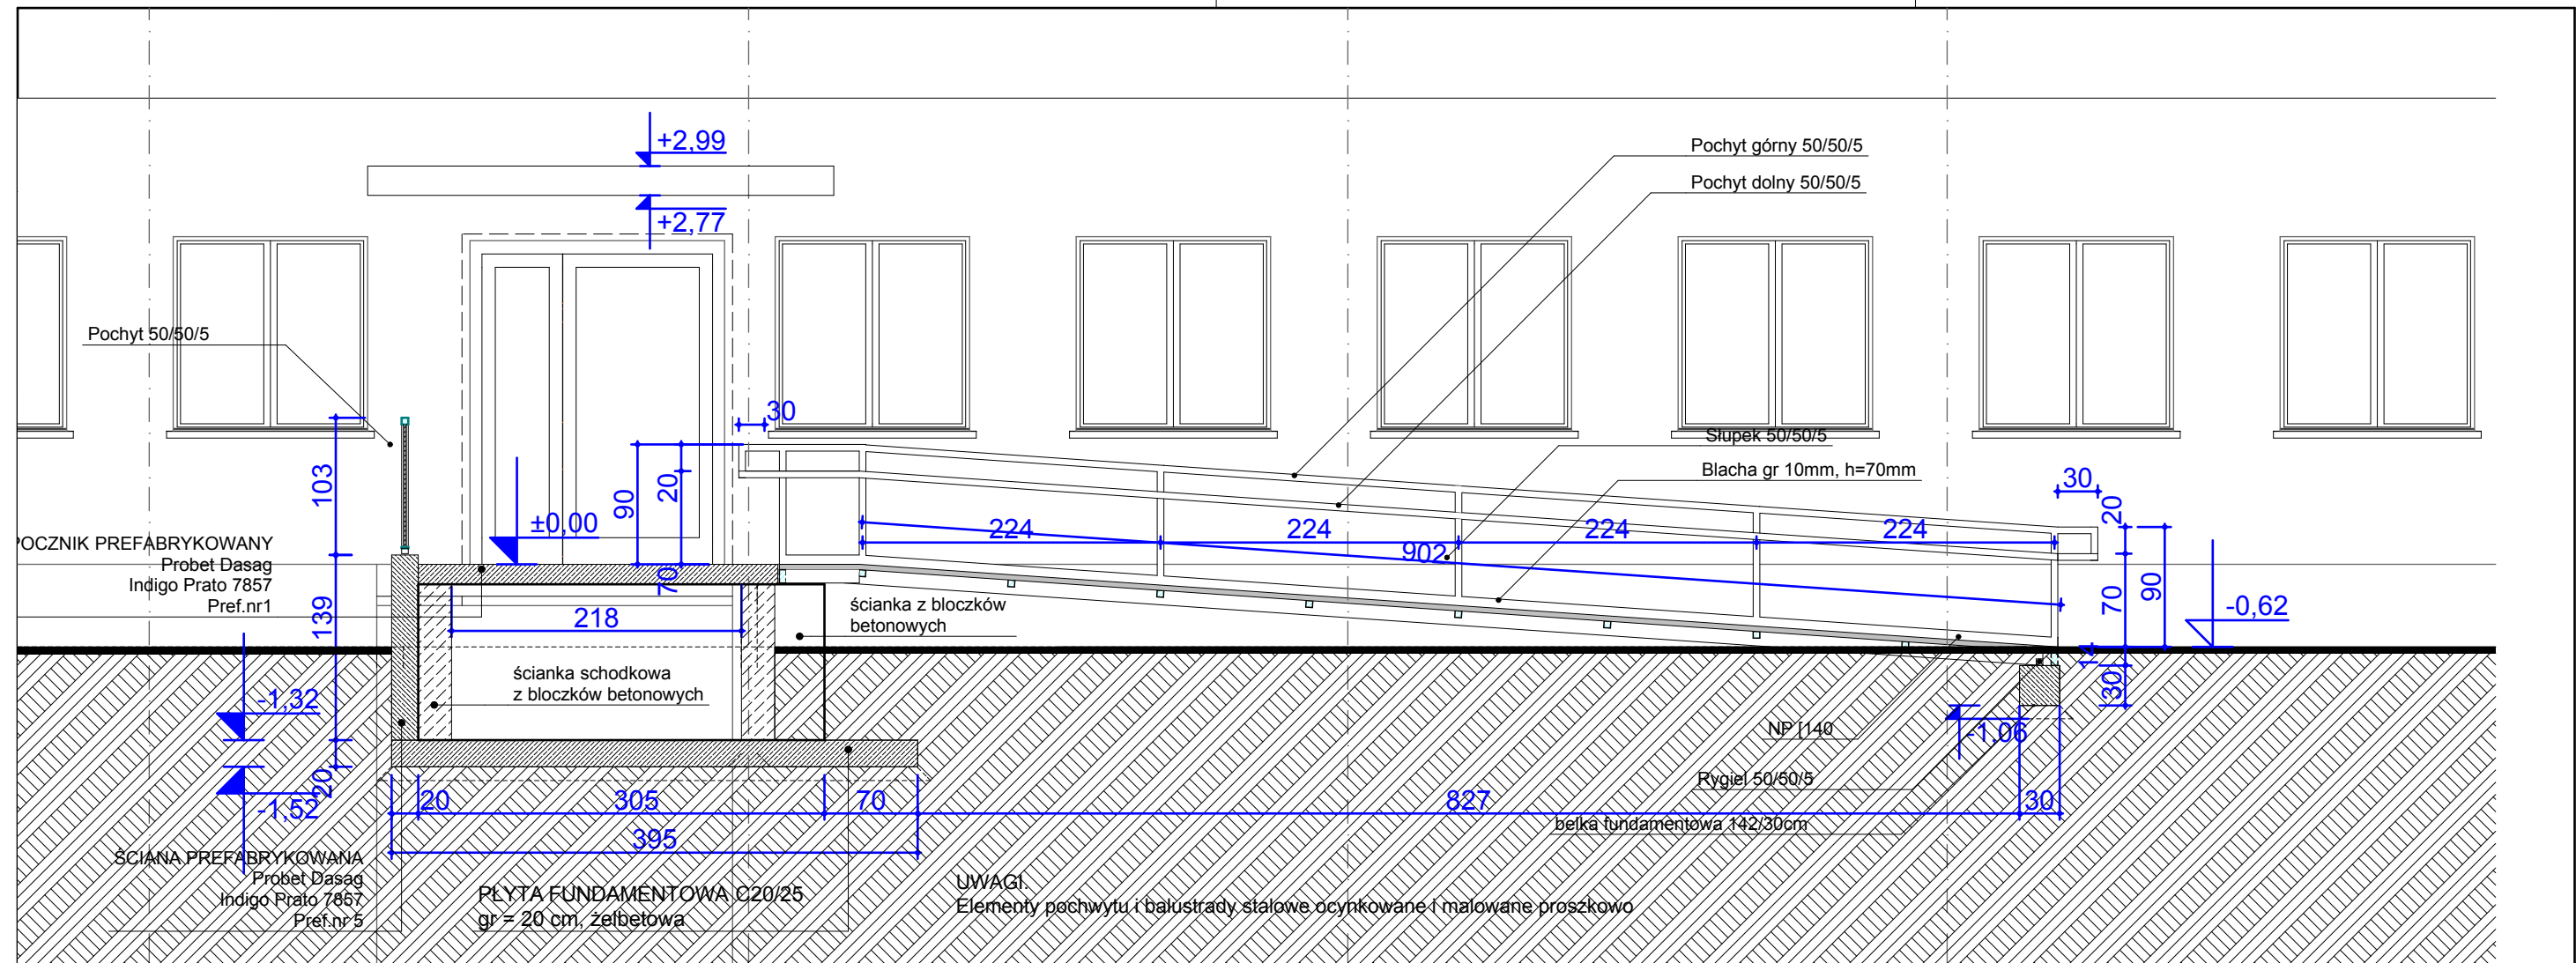 +2,99
+2,77
Pochyt górny 50/50/5
Pochyt dolny 50/50/5
Pochyt 50/50/5
30
Słupek 50/50/5
Blacha gr 10mm, h=70mm
30
103
90
20
70
±0,00
224
224
224
224
902
20
70
90
-0,62
14
30
POCZNIK PREFABRYKOWANY
Probet Dasag
Indigo Prato 7857
Pref.nr1
139
218
ścianka z bloczków
betonowych
ścianka schodkowa
z bloczków betonowych
-1,32
20
-1,52
NP [140
-1,06
Rygiel 50/50/5
belka fundamentowa 142/30cm
20
305
70
827
30
395
ŚCIANA PREFABRYKOWANA
Probet Dasag
Indigo Prato 7857
Pref.nr 5
PŁYTA FUNDAMENTOWA C20/25
gr = 20 cm, żelbetowa
UWAGI.
Elementy pochwytu i balustrady stalowe ocynkowane i malowane proszkowo